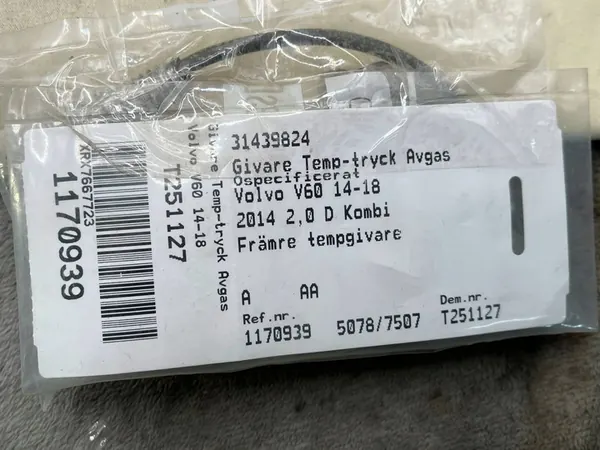 31439824
Givare Temp-tryck Avgas
Ospecificerat
Volvo V60 14-18
2014 2,0 D Kombi
Främre tempgivare
A AA
Ref.nr. Dem.nr.
1170939 5078/7507 T251127
XRX7667723
1170939
T251127
Volvo V60 14-18
Givare Temp-tryck Avgas